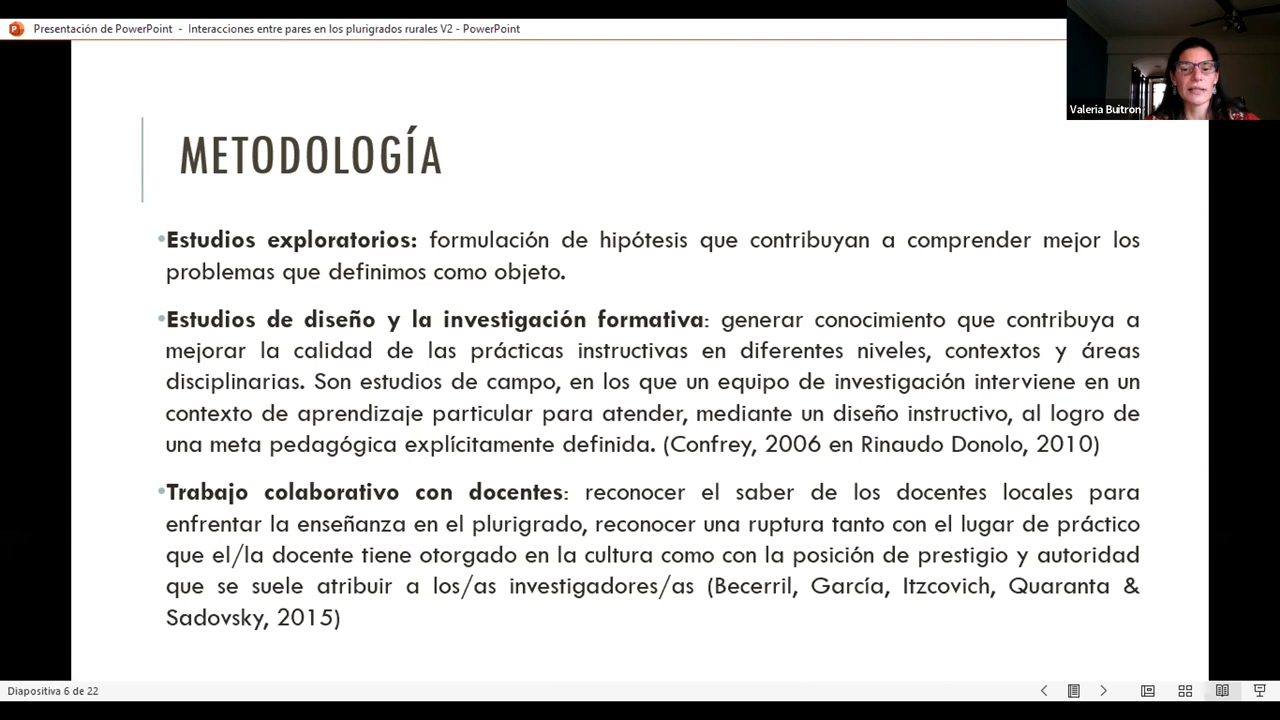 Presentación de PowerPoint - Interacciones entre pares en los plurigrados rurales V2 - PowerPoint
Valeria Buitron
METODOLOGÍA
•Estudios exploratorios: formulación de hipótesis que contribuyan a comprender mejor los
problemas que definimos como objeto.
•Estudios de diseño y la investigación formativa: generar conocimiento que contribuya a
mejorar la calidad de las prácticas instructivas en diferentes niveles, contextos y áreas
disciplinarias. Son estudios de campo, en los que un equipo de investigación interviene en un
contexto de aprendizaje particular para atender, mediante un diseño instructivo, al logro de
una meta pedagógica explícitamente definida. (Confrey, 2006 en Rinaudo Donolo, 2010)
•Trabajo colaborativo con docentes: reconocer el saber de los docentes locales para
enfrentar la enseñanza en el plurigrado, reconocer una ruptura tanto con el lugar de práctico
que el/la docente tiene otorgado en la cultura como con la posición de prestigio y autoridad
que se suele atribuir a los/as investigadores/as (Becerril, García, Itzcovich, Quaranta &
Sadovsky, 2015)
Diapositiva 6 de 22